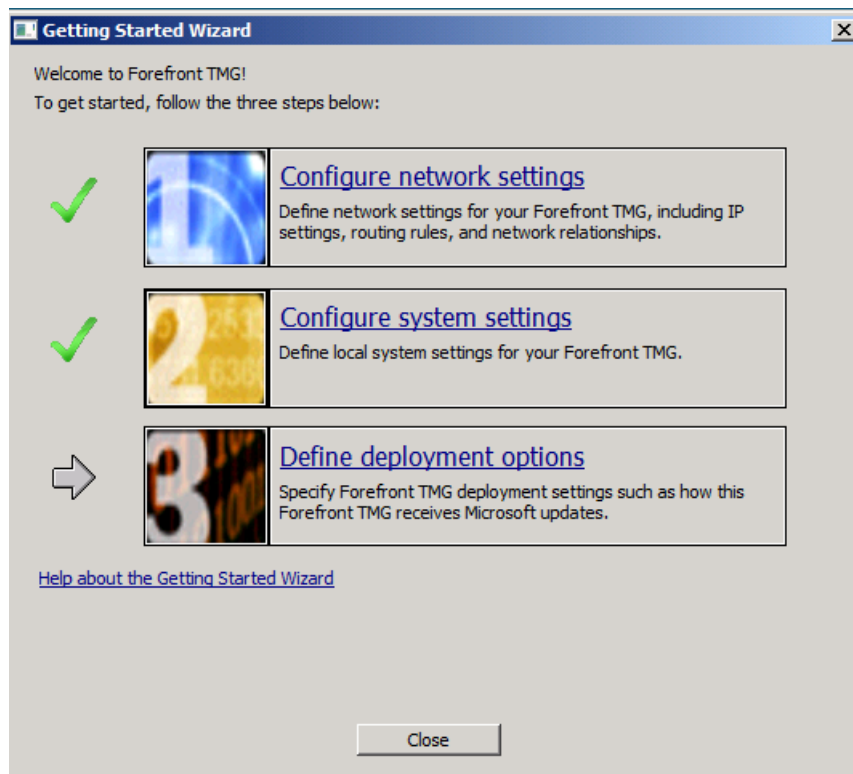 Getting Started Wizard
Welcome to Forefront TMG!
To get started, follow the three steps below:
1
Configure network settings
Define network settings for your Forefront TMG, including IP
settings, routing rules, and network relationships.
2
Configure system settings
Define local system settings for your Forefront TMG.
3
Define deployment options
Specify Forefront TMG deployment settings such as how this
Forefront TMG receives Microsoft updates.
Help about the Getting Started Wizard
Close